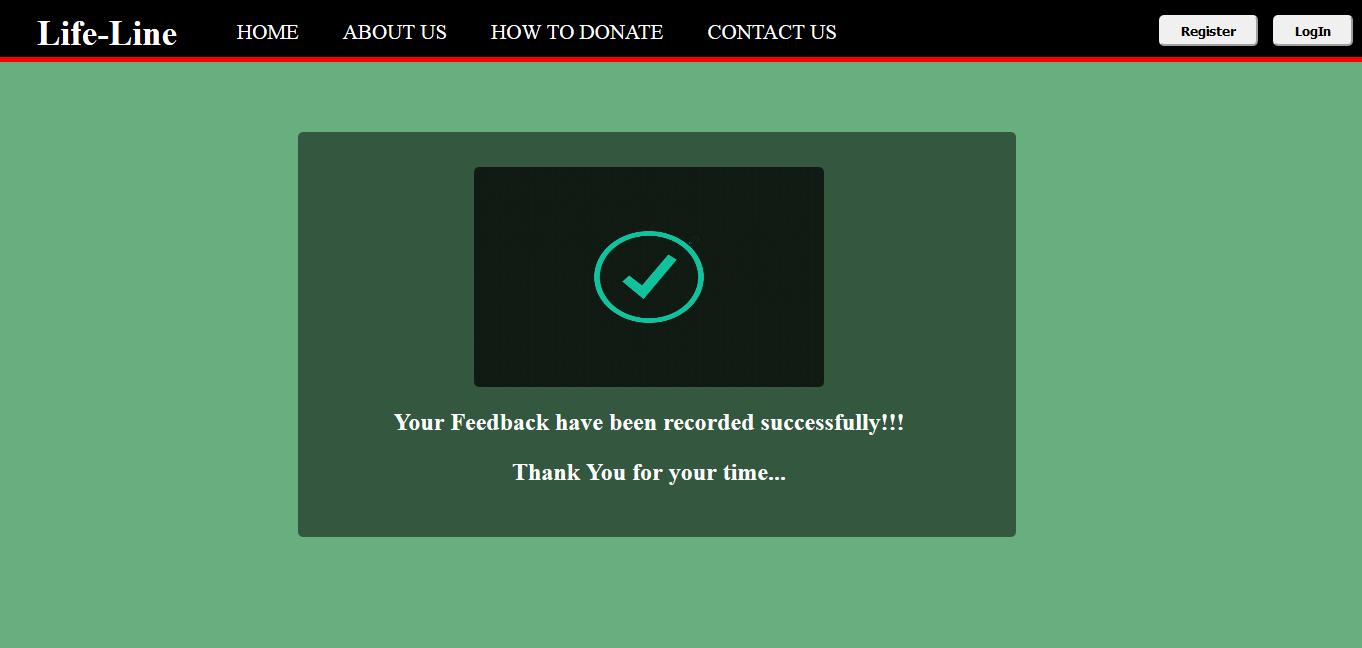 Life-Line HOME ABOUT US HOW TO DONATE CONTACT US Register LogIn
Your Feedback have been recorded successfully!!!
Thank You for your time...